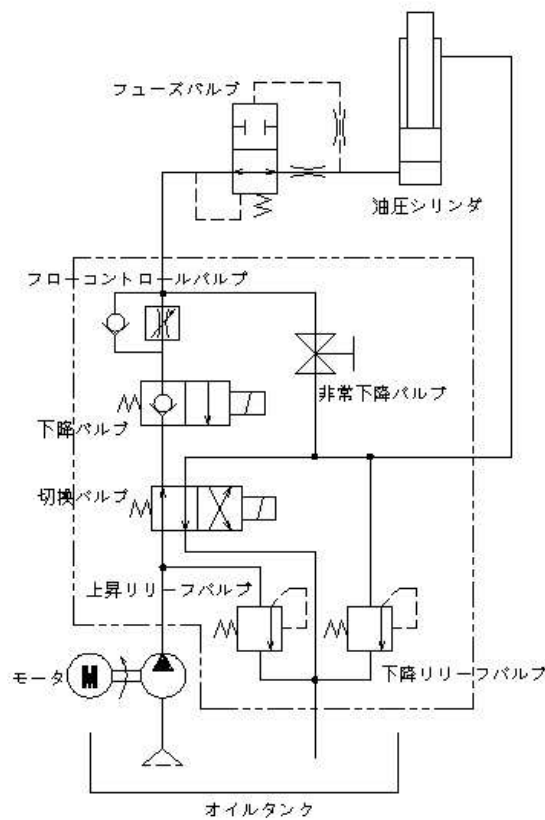 フューズバルブ
油圧シリンダ
フローコントロールバルブ
非常下降バルブ
下降バルブ
切換バルブ
上昇リリーフバルブ
下降リリーフバルブ
モータ
M
オイルタンク